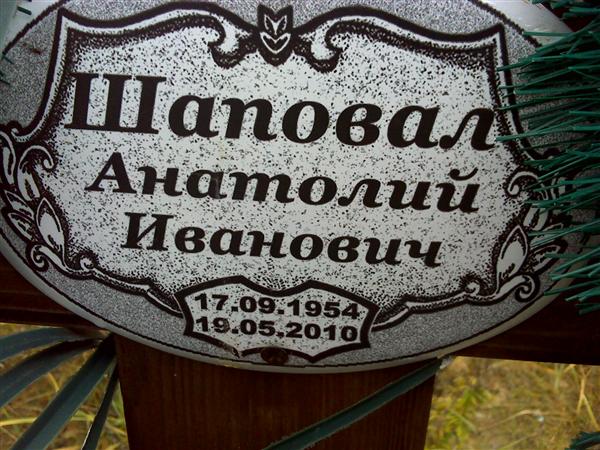 Шаповал
Анатолий
Иванович
17.09.1954
19.05.2010